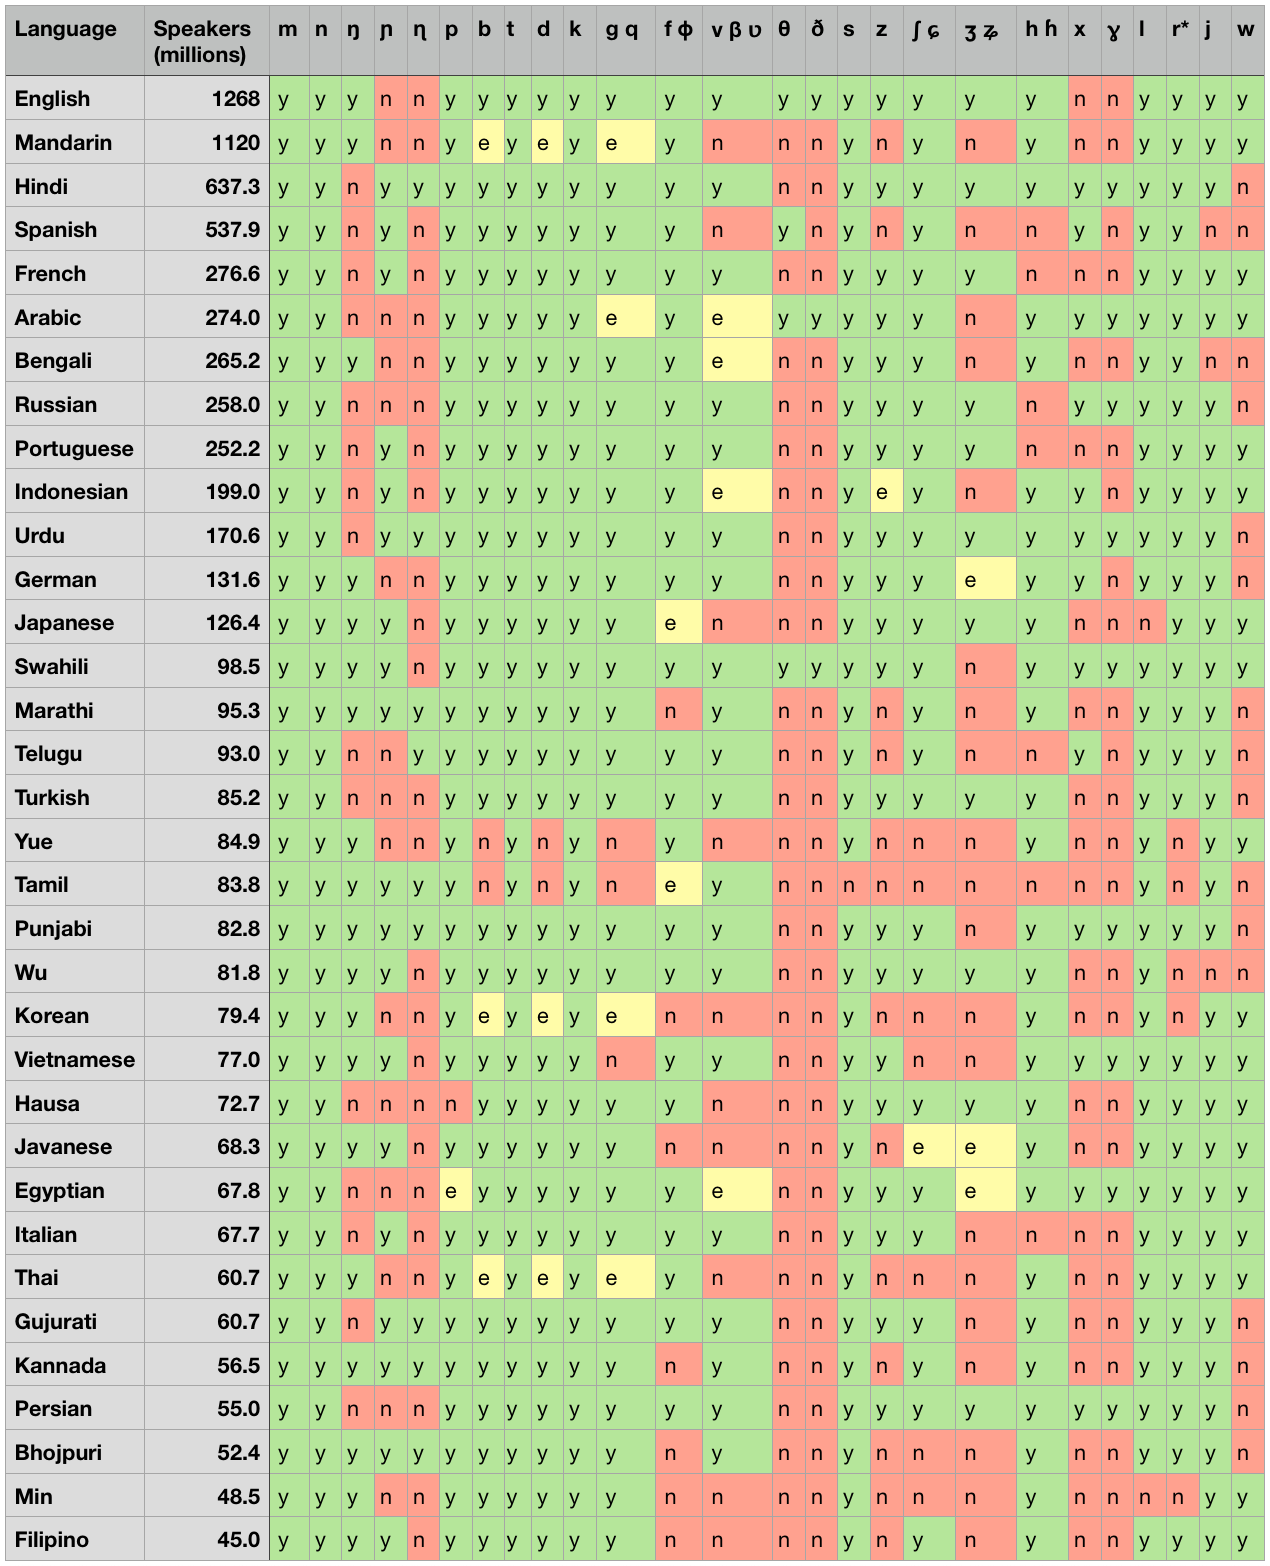 Language Speakers (millions) m n ŋ ɲ ɳ p b t d k g q f ɸ v β ʋ θ ð s z ʃ ɕ ʒ ʑ h ɦ x ɣ l r* j w
English 1268 y y y n n y y y y y y y y y y y y y y y n n y y y y
Mandarin 1120 y y y n n y e y e y e y n n n y n y n y n n y y y y
Hindi 637.3 y y n y y y y y y y y y y n n y y y y y y y y y y n
Spanish 537.9 y y n y n y y y y y y y n y n y n y n n y n y y n n
French 276.6 y y n y n y y y y y y y y n n y y y y n n n y y y y
Arabic 274.0 y y n n n y y y y y e y e y y y y y n y y y y y y y
Bengali 265.2 y y y n n y y y y y y y e n n y y y n y n n y y n n
Russian 258.0 y y n n n y y y y y y y y n n y y y y n y y y y y n
Portuguese 252.2 y y n y n y y y y y y y y n n y y y y n n n y y y y
Indonesian 199.0 y y n y n y y y y y y y e n n y e y n y y n y y y y
Urdu 170.6 y y n y y y y y y y y y y n n y y y y y y y y y y n
German 131.6 y y y n n y y y y y y y y n n y y y e y y n y y y n
Japanese 126.4 y y y y n y y y y y y e n n n y y y y y n n n y y y
Swahili 98.5 y y y y n y y y y y y y y y y y y y n y y y y y y y
Marathi 95.3 y y y y y y y y y y y n y n n y n y n y n n y y y n
Telugu 93.0 y y n n y y y y y y y y y n n y n y n n y n y y y n
Turkish 85.2 y y n n n y y y y y y y y n n y y y y y n n y y y n
Yue 84.9 y y y n n y n y n y n y n n n y n n n y n n y n y y
Tamil 83.8 y y y y y y n y n y n e y n n n n n n n n n y n y n
Punjabi 82.8 y y y y y y y y y y y y y n n y y y n y y y y y y n
Wu 81.8 y y y y n y y y y y y y y n n y y y y y n n y n n n
Korean 79.4 y y y n n y e y e y e n n n n y n n n y n n y n y y
Vietnamese 77.0 y y y y n y y y y y n y y n n y y n n y y y y y y y
Hausa 72.7 y y n n n n y y y y y y n n n y y y y y n n y y y y
Javanese 68.3 y y y y n y y y y y y n n n n y n e e y n n y y y y
Egyptian 67.8 y y n n n e y y y y y y e n n y y y e y y y y y y y
Italian 67.7 y y n y n y y y y y y y y n n y y y n n n n y y y y
Thai 60.7 y y y n n y e y e y e y n n n y n n n y n n y y y y
Gujurati 60.7 y y n y y y y y y y y y y n n y y y n y n n y y y n
Kannada 56.5 y y y y y y y y y y y n y n n y n y n y n n y y y n
Persian 55.0 y y n n n y y y y y y y y n n y y y y y y y y y y n
Bhojpuri 52.4 y y y y y y y y y y y n y n n y n n n y n n y y y n
Min 48.5 y y y n n y y y y y y n n n n y n n n y n n n n y y
Filipino 45.0 y y y y n y y y y y y n n n n y n y n y n n y y y y